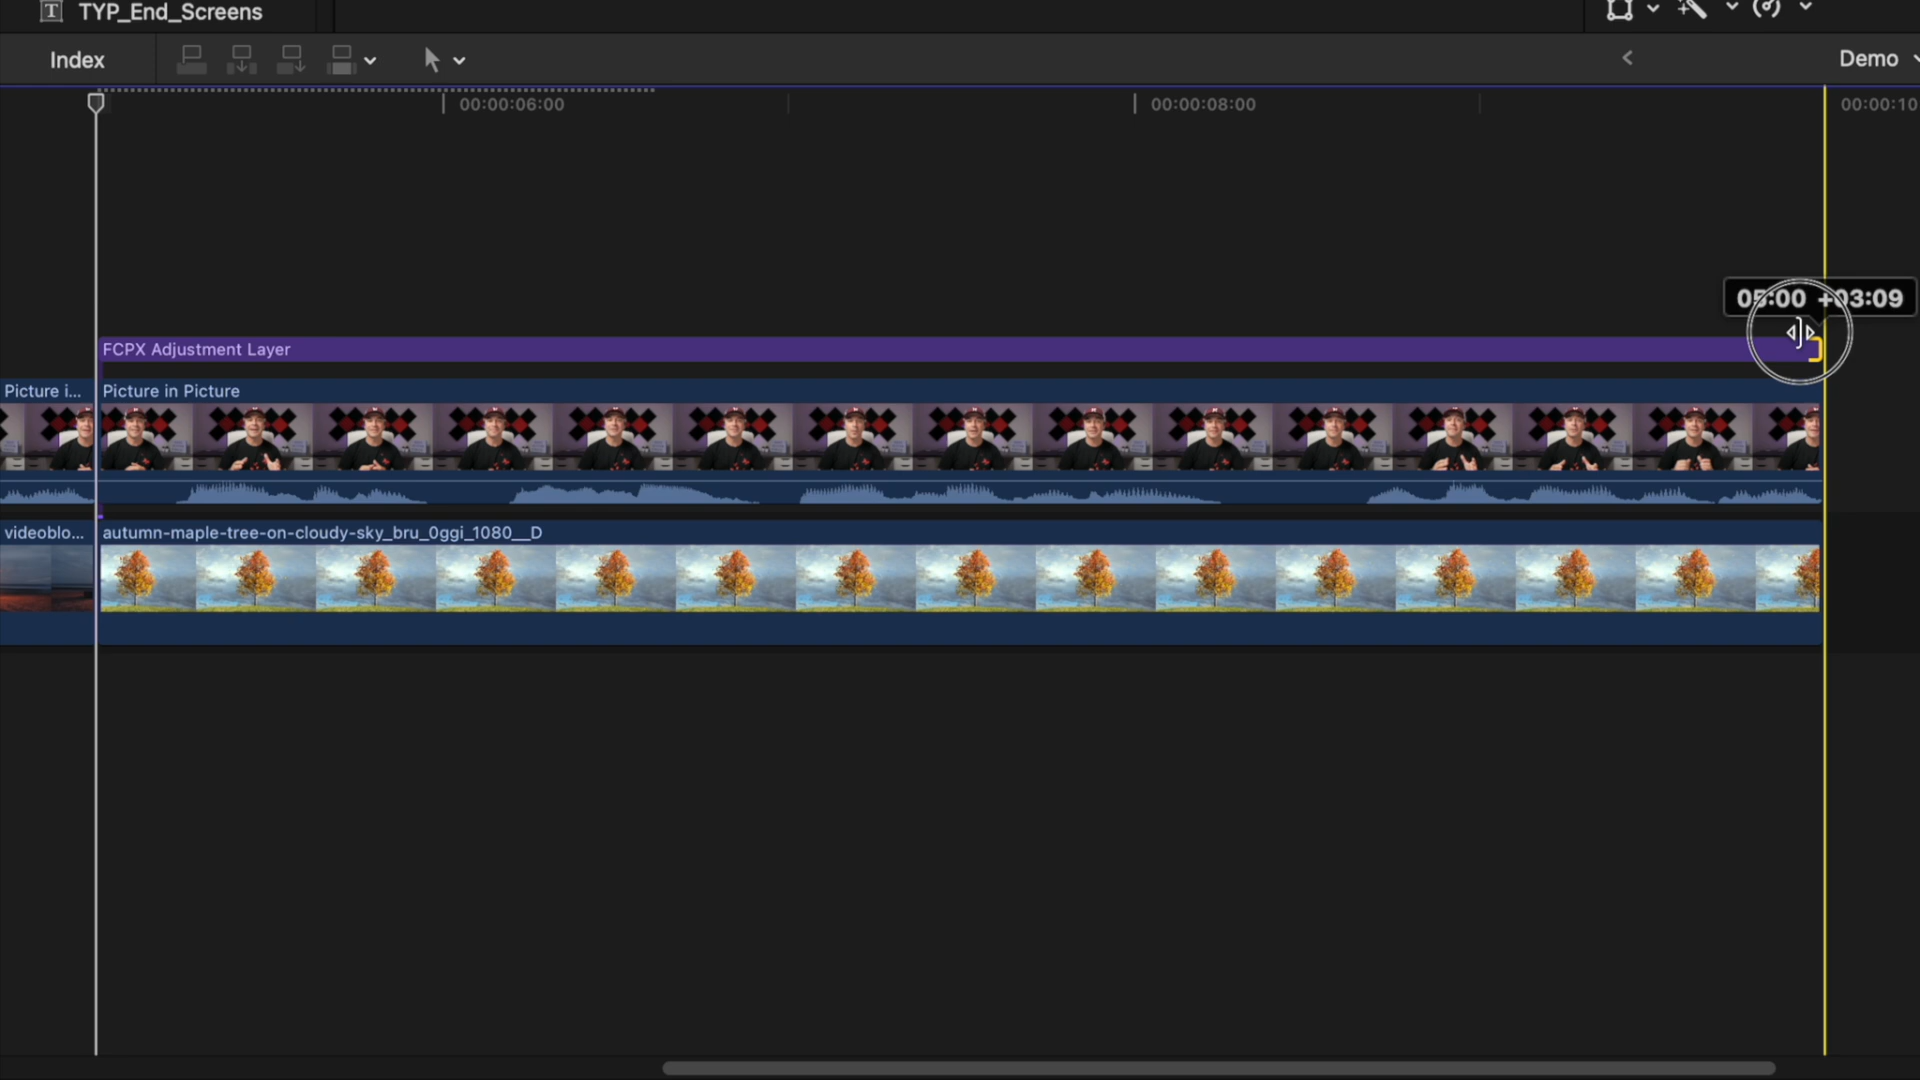 TYP_End_Screens
Index
Demo
00:00:06:00
00:00:08:00
00:00:10
05:00 +03:09
FCPX Adjustment Layer
Picture i...
Picture in Picture
videoblo...
autumn-maple-tree-on-cloudy-sky_bru_0ggi_1080__D